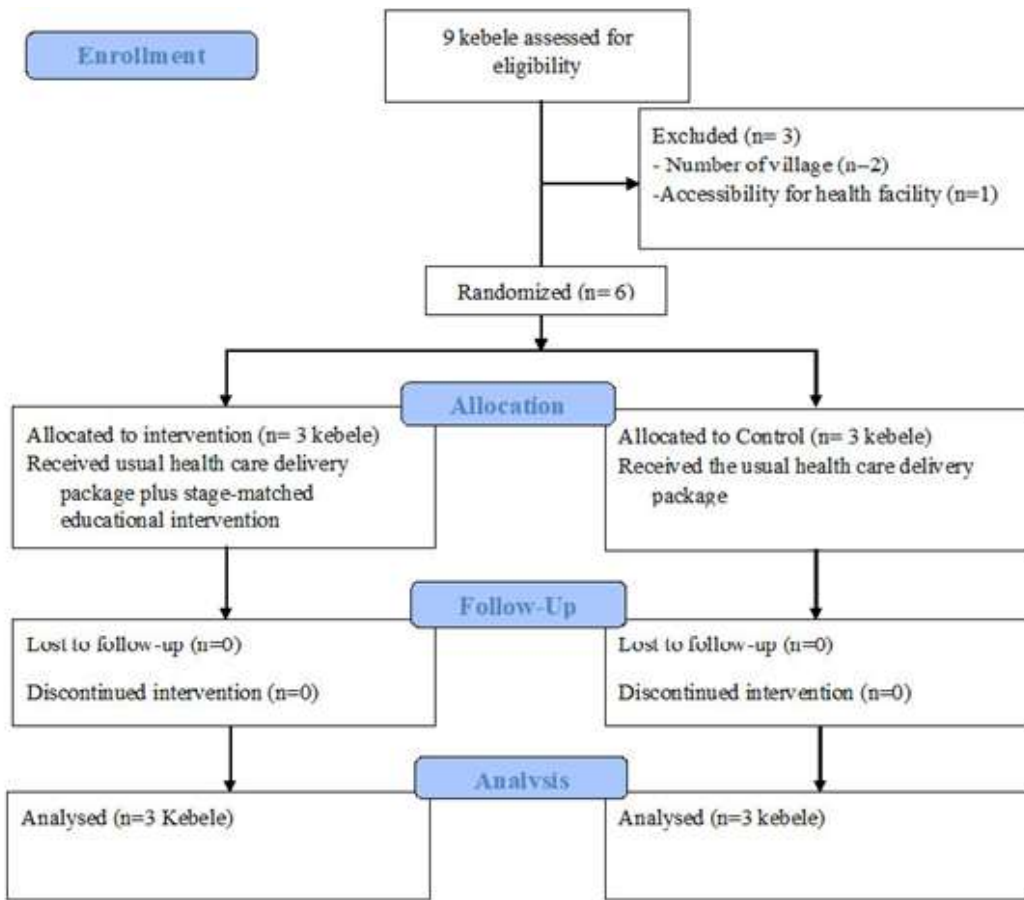 Enrollment
9 kebele assessed for
eligibility
Excluded (n= 3)
- Number of village (n=2)
-Accessibility for health facility (n=1)
Randomized (n= 6)
Allocation
Allocated to intervention (n= 3 kebele)
Received usual health care delivery
package plus stage-matched
educational intervention
Allocated to Control (n= 3 kebele)
Received the usual health care delivery
package
Follow-Up
Lost to follow-up (n=0)
Discontinued intervention (n=0)
Lost to follow-up (n=0)
Discontinued intervention (n=0)
Analysis
Analysed (n=3 Kebele)
Analysed (n=3 kebele)